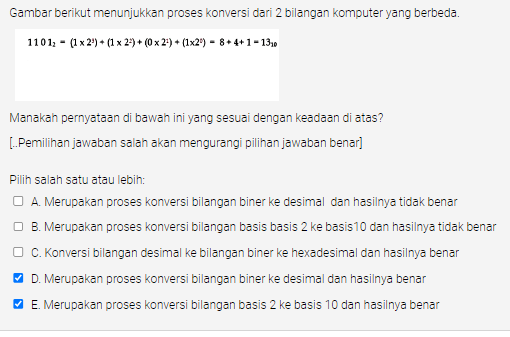 Gambar berikut menunjukkan proses konversi dari 2 bilangan komputer yang berbeda.
1 1 0 1₂ = (1 x 2³) + (1 x 2²) + (0 x 2¹) + (1x2⁰) = 8 + 4+ 1 = 13₁₀
Manakah pernyataan di bawah ini yang sesuai dengan keadaan di atas?
[..Pemilihan jawaban salah akan mengurangi pilihan jawaban benar]
Pilih salah satu atau lebih:
A. Merupakan proses konversi bilangan biner ke desimal dan hasilnya tidak benar
B. Merupakan proses konversi bilangan basis basis 2 ke basis10 dan hasilnya tidak benar
C. Konversi bilangan desimal ke bilangan biner ke hexadesimal dan hasilnya benar
D. Merupakan proses konversi bilangan biner ke desimal dan hasilnya benar
E. Merupakan proses konversi bilangan basis 2 ke basis 10 dan hasilnya benar